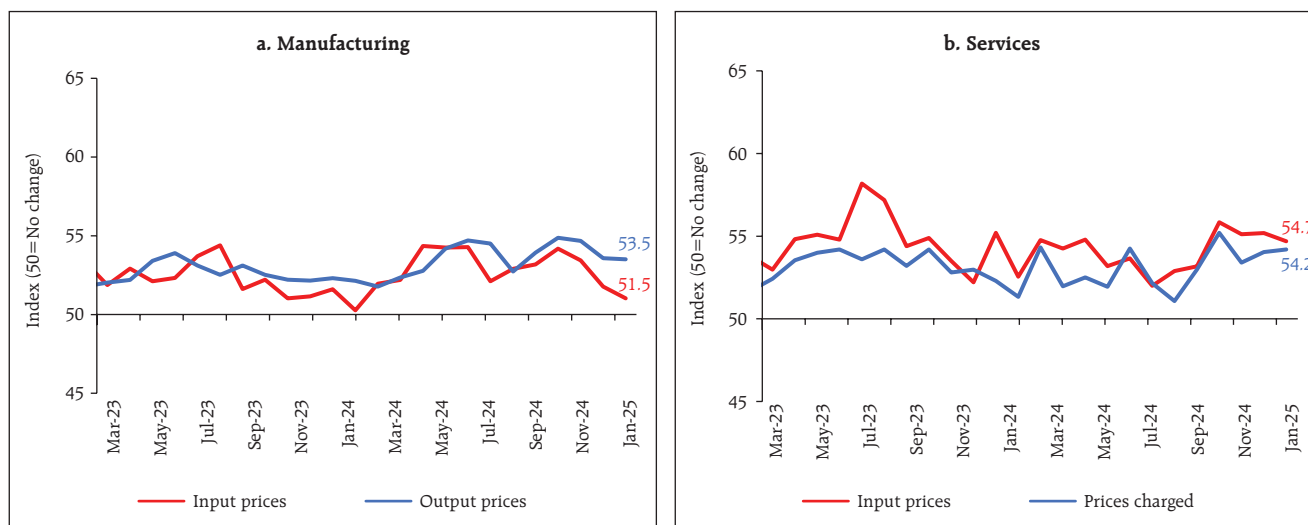 a. Manufacturing
65
60
55
50
45
Index (50=No change)
53.5
51.5
Mar-23
May-23
Jul-23
Sep-23
Nov-23
Jan-24
Mar-24
May-24
Jul-24
Sep-24
Nov-24
Jan-25
Input prices
Output prices
b. Services
65
60
55
50
45
Index (50=No change)
54.7
54.2
Mar-23
May-23
Jul-23
Sep-23
Nov-23
Jan-24
Mar-24
May-24
Jul-24
Sep-24
Nov-24
Jan-25
Input prices
Prices charged